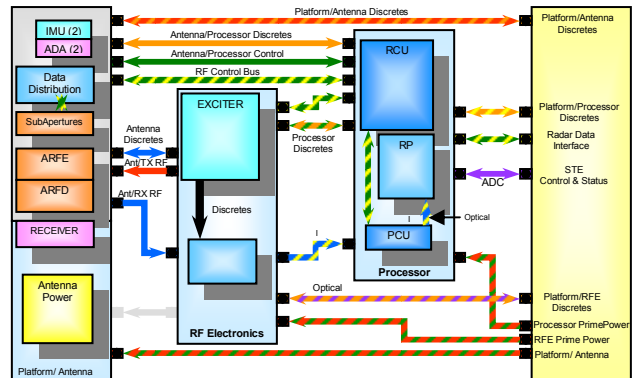 IMU (2)
ADA (2)
Data
Distribution
SubApertures
ARFE
ARFD
RECEIVER
Antenna
Power
Platform/ Antenna
Platform/Antenna Discretes
Antenna/Processor Discretes
Antenna/Processor Control
RF Control Bus
Antenna
Discretes
Ant/TX RF
Ant/RX RF
EXCITER
Discretes
RF Electronics
Processor
Discretes
I
Optical
RCU
RP
I
PCU
Processor
ADC
Optical
Platform/Antenna
Discretes
Platform/Processor
Discretes
Radar Data
Interface
STE
Control & Status
Platform/RFE
Discretes
Processor PrimePower
RFE Prime Power
Platform/ Antenna